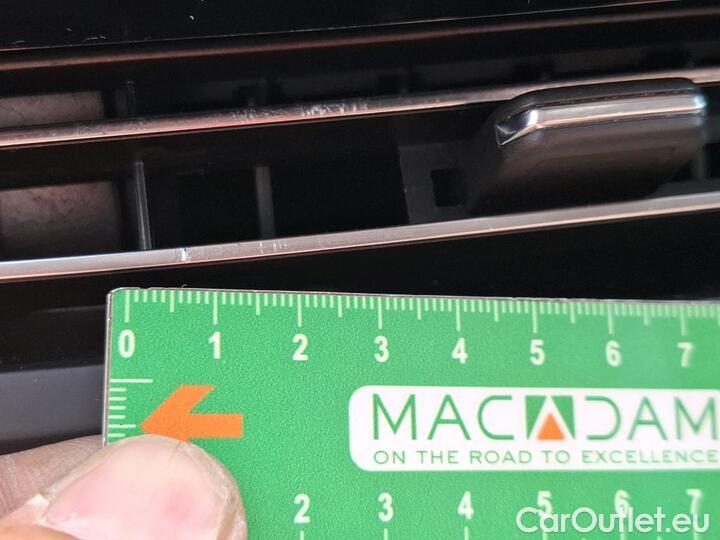 0 1 2 3 4 5 6 7
MACADAM
ON THE ROAD TO EXCELLENCE
2 3 4 5 6 7
CarOutlet.eu